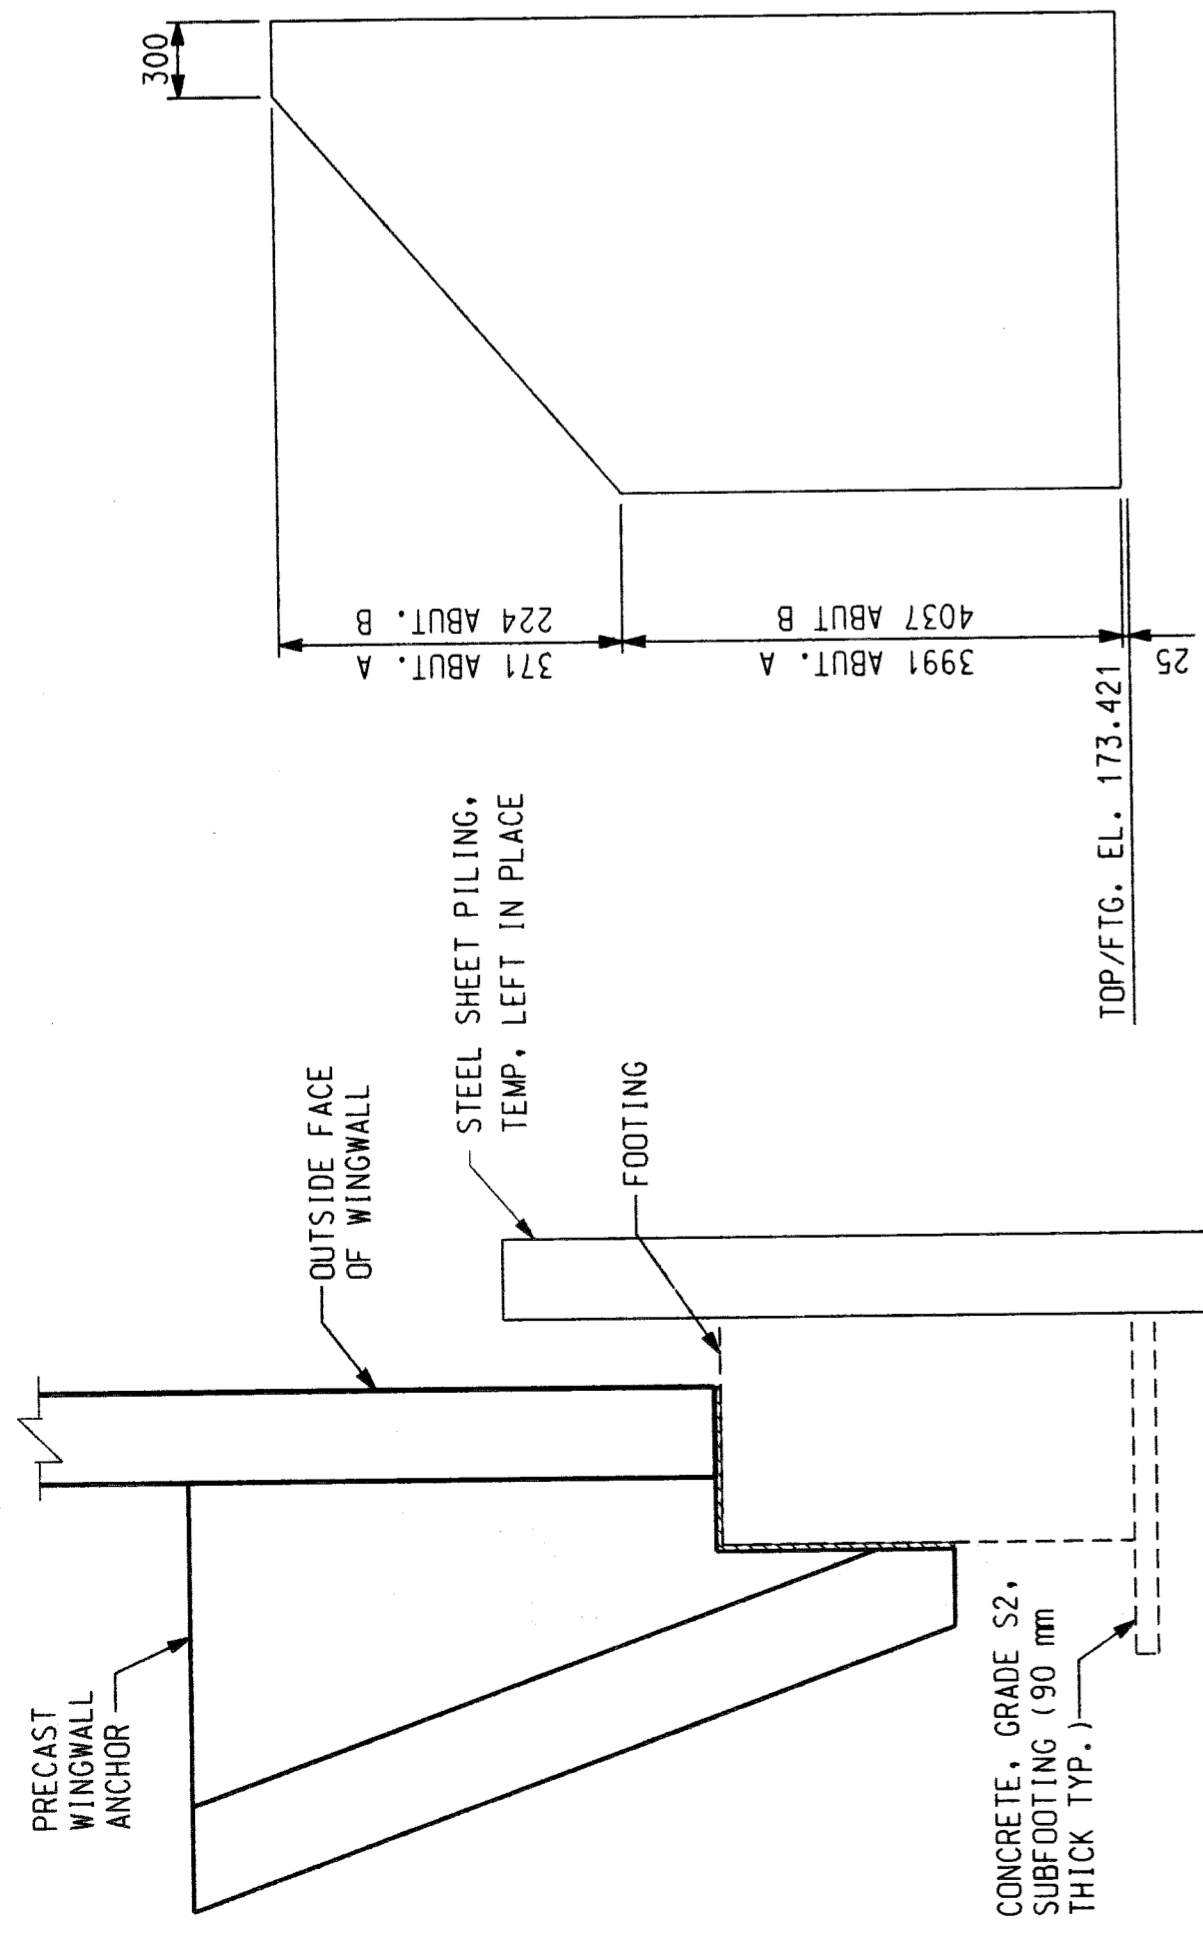 300
371 ABUT. A
224 ABUT. B
3991 ABUT. A
4037 ABUT B
25
TOP/FTG. EL. 173.421
STEEL SHEET PILING,
TEMP, LEFT IN PLACE
OUTSIDE FACE
OF WINGWALL
FOOTING
PRECAST
WINGWALL
ANCHOR
CONCRETE, GRADE S2,
SUBFOOTING (90 mm
THICK TYP.)